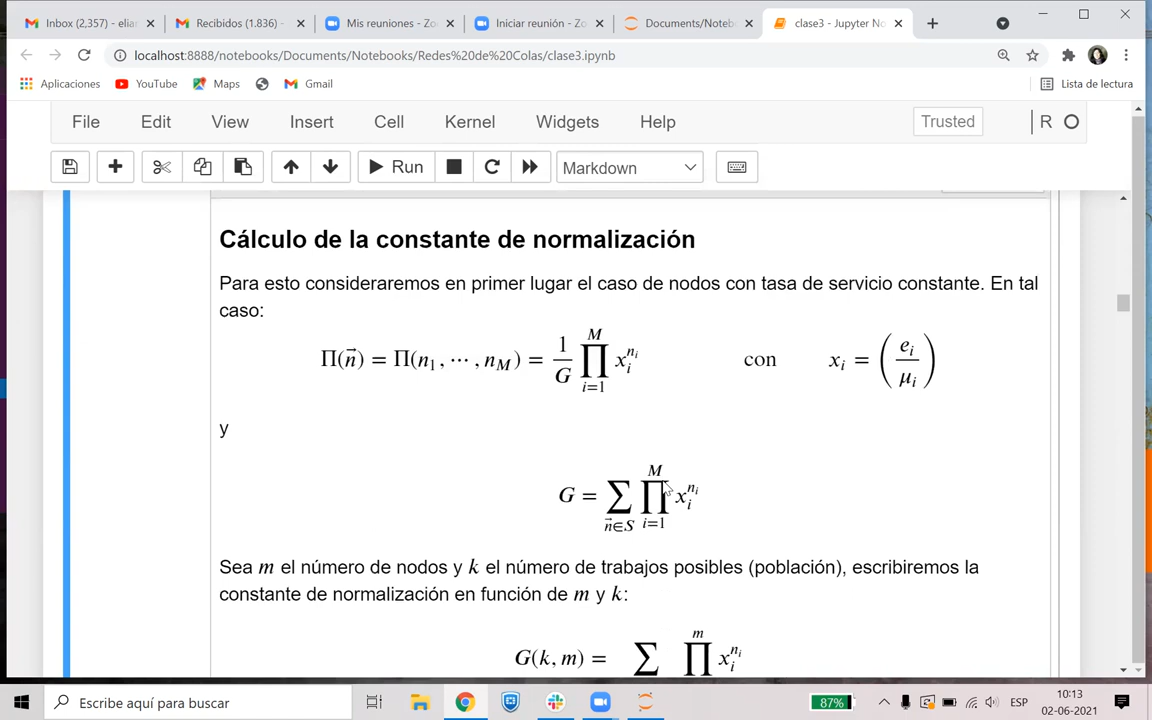 Inbox (2,357) - elian
Recibidos (1.836) -
Mis reuniones - Zo
Iniciar reunión - Zo
Documents/Noteb
clase3 - Jupyter No
localhost:8888/notebooks/Documents/Notebooks/Redes%20de%20Colas/clase3.ipynb
Aplicaciones YouTube Maps Gmail Lista de lectura
File Edit View Insert Cell Kernel Widgets Help Trusted R
Run Markdown
Cálculo de la constante de normalización
Para esto consideraremos en primer lugar el caso de nodos con tasa de servicio constante. En tal
caso:
Π(n⃗) = Π(n₁, ⋯ , n_M) = \frac{1}{G} ∏_{i=1}^{M} x_i^{n_i} con x_i = (\frac{e_i}{μ_i})
y
G = ∑_{n⃗∈S} ∏_{i=1}^{M} x_i^{n_i}
Sea m el número de nodos y k el número de trabajos posibles (población), escribiremos la
constante de normalización en función de m y k:
G(k, m) = ∑ ∏^{m} x_i^{n_i}
Escribe aquí para buscar
87%
ESP
10:13
02-06-2021